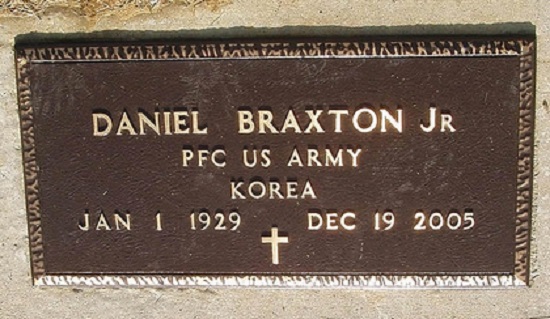 DANIEL BRAXTON JR
PFC US ARMY
KOREA
JAN 1 1929 DEC 19 2005